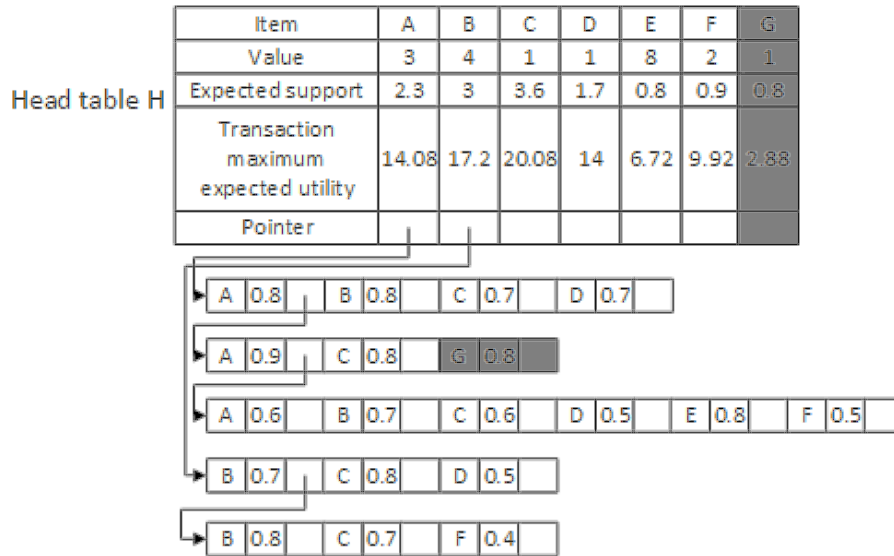 Item A B C D E F G
Value 3 4 1 1 8 2 1
Head table H Expected support 2.3 3 3.6 1.7 0.8 0.9 0.8
Transaction
maximum 14.08 17.2 20.08 14 6.72 9.92 2.88
expected utility
Pointer
A 0.8 B 0.8 C 0.7 D 0.7
A 0.9 C 0.8 G 0.8
A 0.6 B 0.7 C 0.6 D 0.5 E 0.8 F 0.5
B 0.7 C 0.8 D 0.5
B 0.8 C 0.7 F 0.4